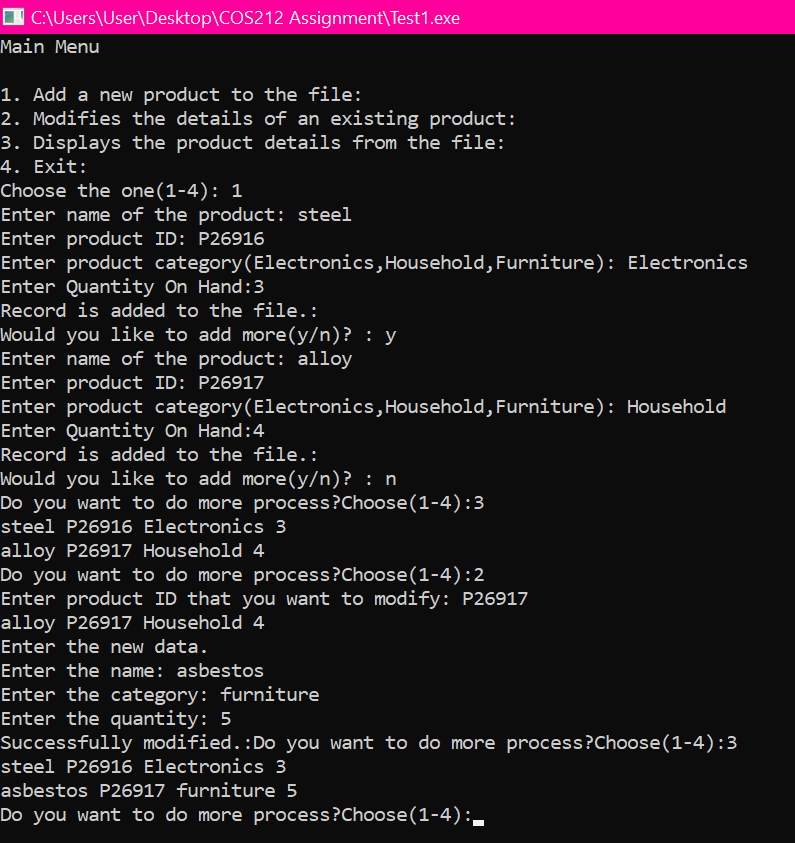 C:\Users\User\Desktop\COS212 Assignment\Test1.exe
Main Menu
1. Add a new product to the file:
2. Modifies the details of an existing product:
3. Displays the product details from the file:
4. Exit:
Choose the one(1-4): 1
Enter name of the product: steel
Enter product ID: P26916
Enter product category(Electronics,Household,Furniture): Electronics
Enter Quantity On Hand:3
Record is added to the file.:
Would you like to add more(y/n)? : y
Enter name of the product: alloy
Enter product ID: P26917
Enter product category(Electronics,Household,Furniture): Household
Enter Quantity On Hand:4
Record is added to the file.:
Would you like to add more(y/n)? : n
Do you want to do more process?Choose(1-4):3
steel P26916 Electronics 3
alloy P26917 Household 4
Do you want to do more process?Choose(1-4):2
Enter product ID that you want to modify: P26917
alloy P26917 Household 4
Enter the new data.
Enter the name: asbestos
Enter the category: furniture
Enter the quantity: 5
Successfully modified.:Do you want to do more process?Choose(1-4):3
steel P26916 Electronics 3
asbestos P26917 furniture 5
Do you want to do more process?Choose(1-4):